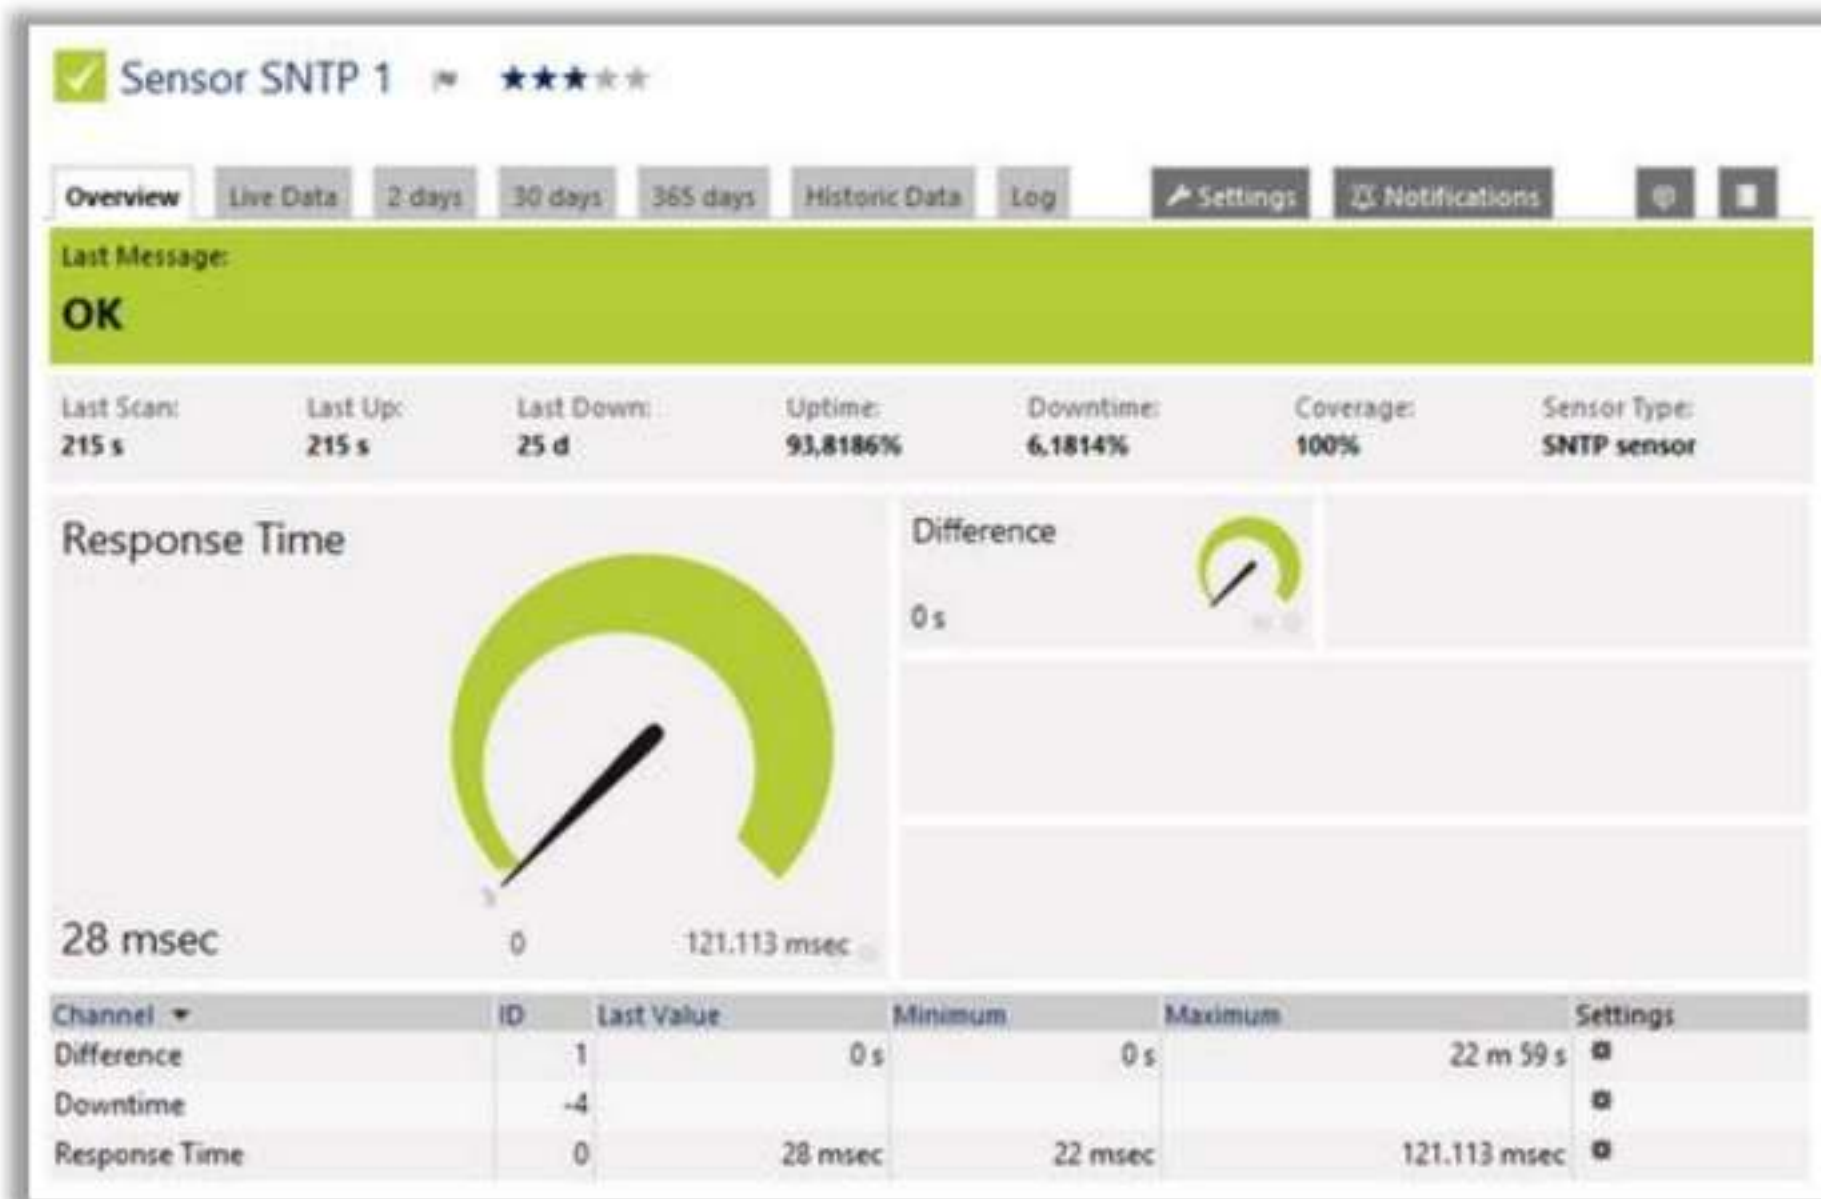 Sensor SNTP 1
Overview Live Data 2 days 30 days 365 days Historic Data Log Settings Notifications
Last Message:
OK
Last Scan: Last Up: Last Down: Uptime: Downtime: Coverage: Sensor Type:
215 s 215 s 25 d 93,8186% 6,1814% 100% SNTP sensor
Response Time
Difference
0 s
28 msec 0 121.113 msec
Channel ID Last Value Minimum Maximum Settings
Difference 1 0 s 0 s 22 m 59 s
Downtime -4
Response Time 0 28 msec 22 msec 121.113 msec